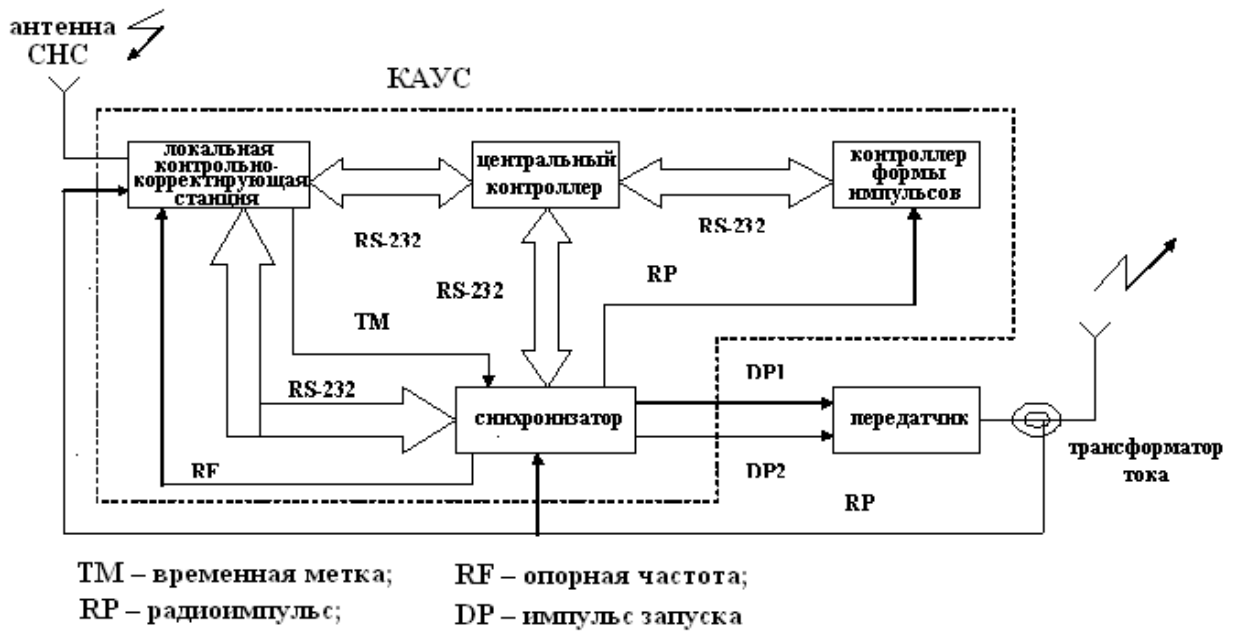 антенна
СНС
КАУС
локальная
контрольно-
корректирующая
станция
центральный
контроллер
контроллер
формы
импульсов
RS-232
RS-232
RS-232
RP
TM
RS-232
DP1
синхронизатор
передатчик
трансформатор
тока
RF
DP2
RP
TM – временная метка;
RF – опорная частота;
RP – радиоимпульс;
DP – импульс запуска